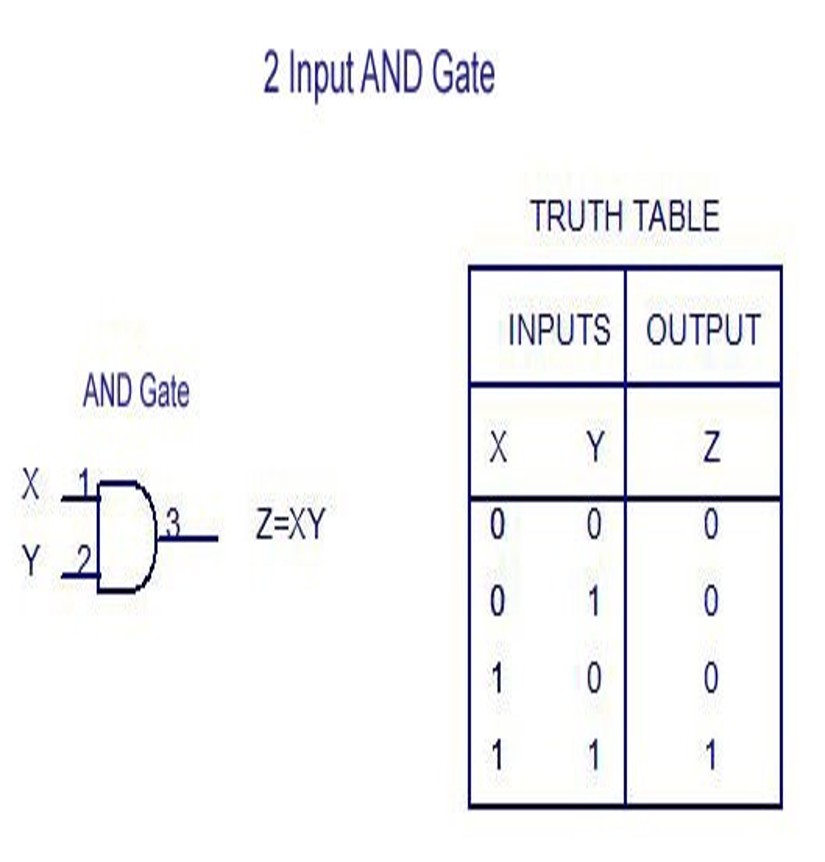 2 Input AND Gate
TRUTH TABLE
INPUTS OUTPUT
X Y Z
0 0 0
0 1 0
1 0 0
1 1 1
AND Gate
X 1
3 Z=XY
Y 2